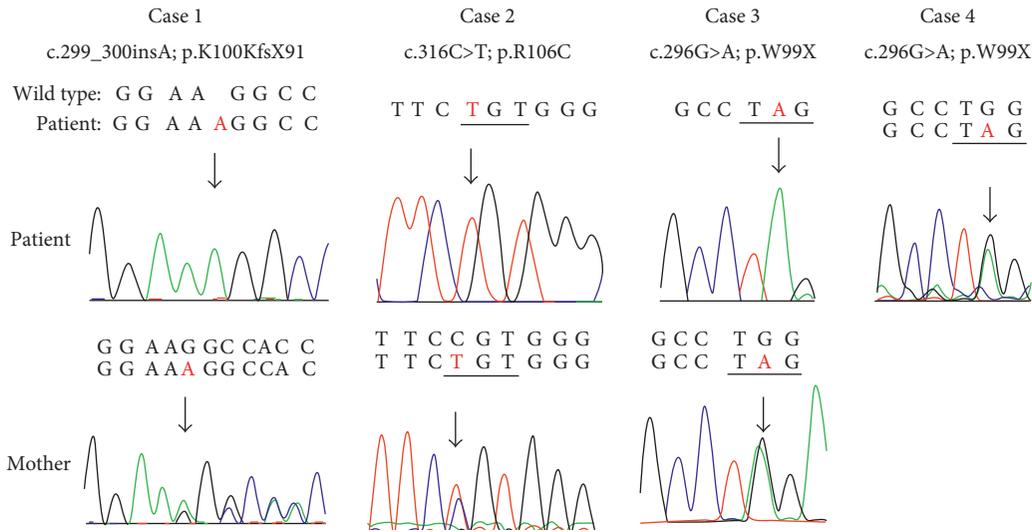 Case 1
c.299_300insA; p.K100KfsX91
Wild type: G G A A G G C C
Patient: G G A A A G G C C
Case 2
c.316C>T; p.R106C
T T C T G T G G G
Case 3
c.296G>A; p.W99X
G C C T A G
Case 4
c.296G>A; p.W99X
G C C T G G
G C C T A G
Patient
G G A A G G C C A C C
G G A A A G G C C A C
T T C C G T G G G
T T C T G T G G G
G C C T G G
G C C T A G
Mother